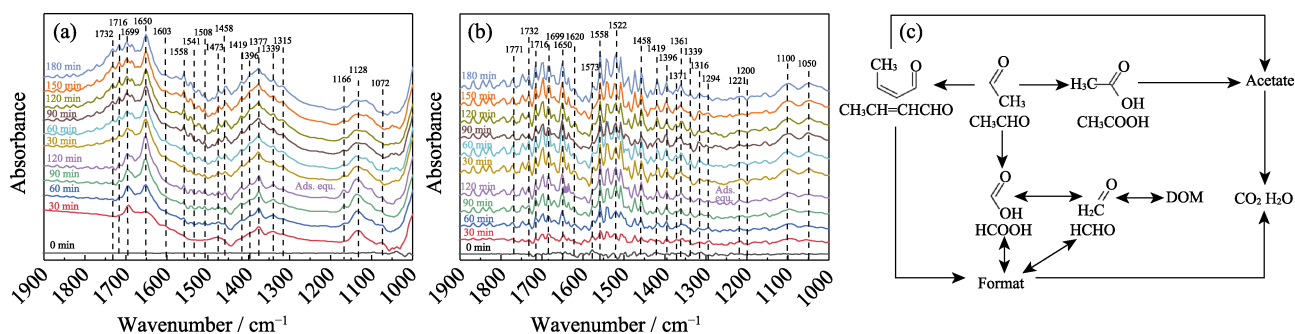 (a)
1732
1716
1699
1650
1603
1558
1541
1508
1473
1458
1419
1396
1377
1339
1315
1166
1128
1072
180 min
150 min
120 min
90 min
60 min
30 min
120 min
90 min
60 min
30 min
0 min
Ads. equ.
Absorbance
1900 1800 1700 1600 1500 1400 1300 1200 1100 1000
Wavenumber / cm⁻¹
(b)
1771
1732
1716
1699
1650
1620
1573
1558
1522
1458
1419
1396
1371
1361
1339
1316
1294
1221
1200
1100
1050
180 min
150 min
120 min
90 min
60 min
30 min
120 min
90 min
60 min
30 min
0 min
Ads.
equ.
Absorbance
1900 1800 1700 1600 1500 1400 1300 1200 1100 1000
Wavenumber / cm⁻¹
(c)
CH₃ O
CH₃CH=CHCHO
O
CH₃
CH₃CHO
H₃C O
OH
CH₃COOH
Acetate
O
OH
HCOOH
O
H₂C
HCHO
DOM
CO₂ H₂O
Format